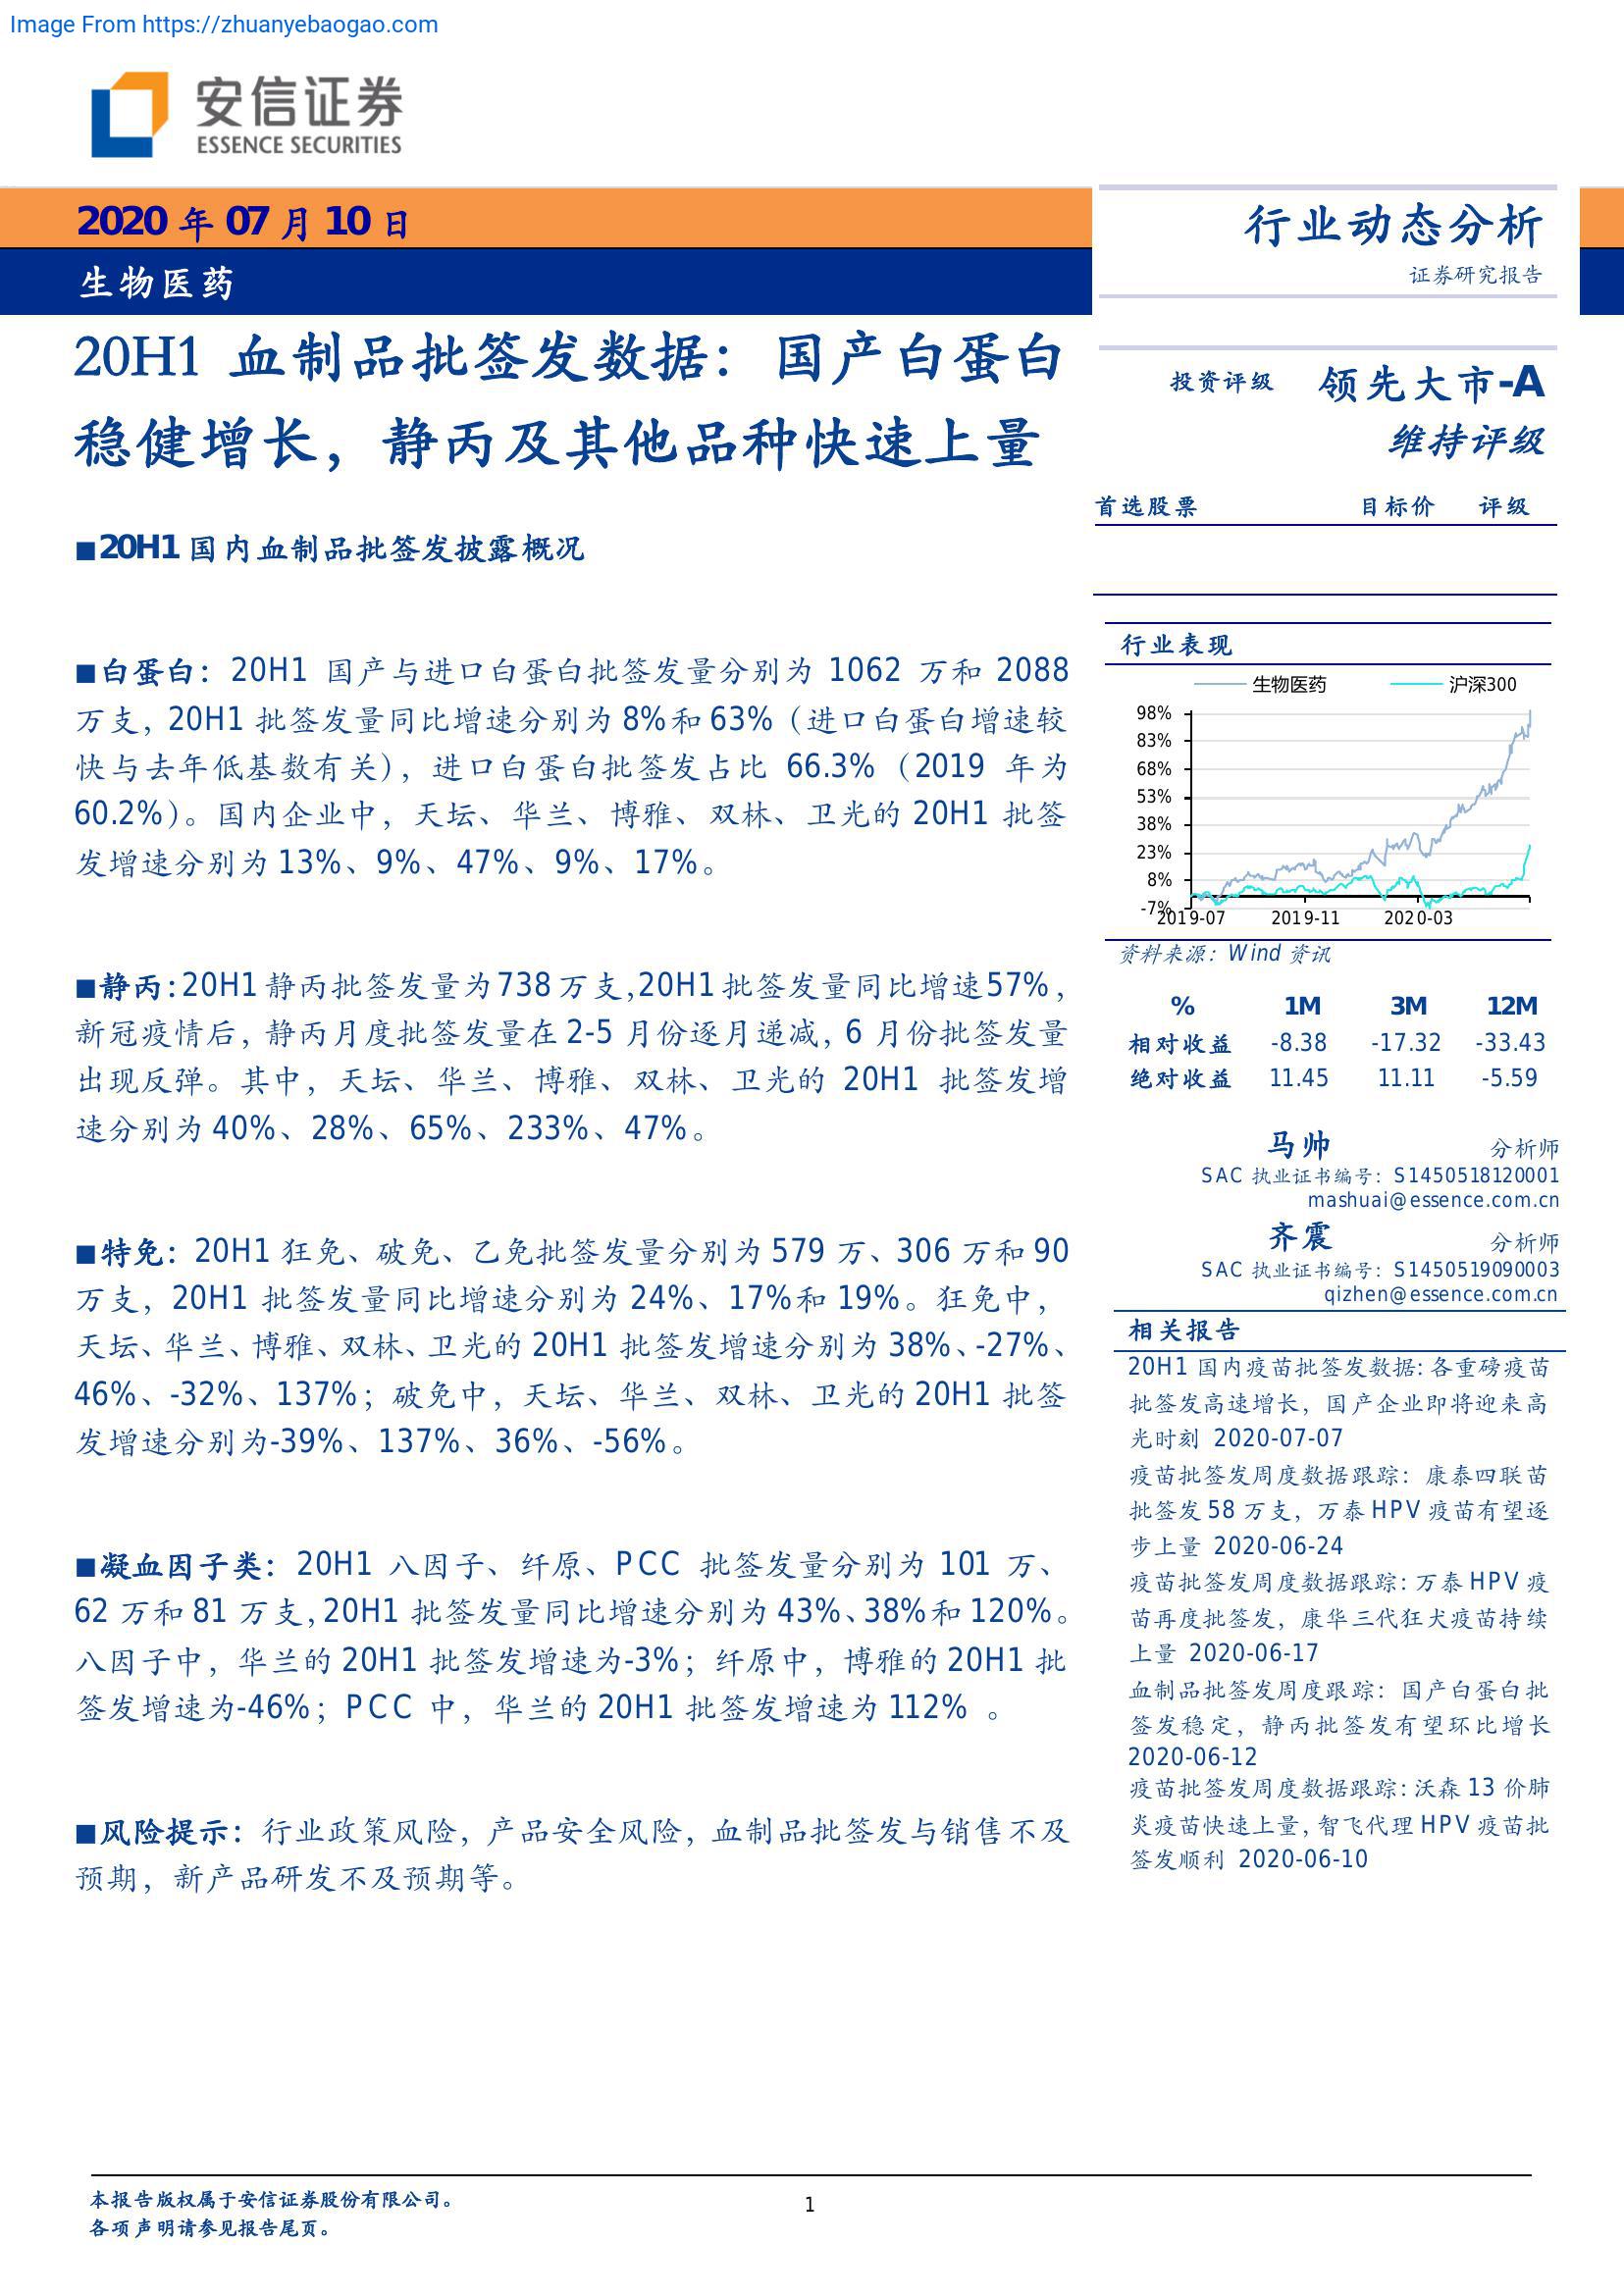 Image From https://zhuanyebaogao.com
安信证券
ESSENCE SECURITIES
2020 年 07 月 10 日
生物医药
行业动态分析
证券研究报告
20H1 血制品批签发数据：国产白蛋白
稳健增长，静丙及其他品种快速上量
■20H1 国内血制品批签发披露概况
■白蛋白：20H1 国产与进口白蛋白批签发量分别为 1062 万和 2088
万支，20H1 批签发量同比增速分别为 8%和 63%（进口白蛋白增速较
快与去年低基数有关），进口白蛋白批签发占比 66.3%（2019 年为
60.2%）。国内企业中，天坛、华兰、博雅、双林、卫光的 20H1 批签
发增速分别为 13%、9%、47%、9%、17%。
■静丙：20H1 静丙批签发量为 738 万支，20H1 批签发量同比增速 57%，
新冠疫情后，静丙月度批签发量在 2-5 月份逐月递减，6 月份批签发量
出现反弹。其中，天坛、华兰、博雅、双林、卫光的 20H1 批签发增
速分别为 40%、28%、65%、233%、47%。
■特免：20H1 狂免、破免、乙免批签发量分别为 579 万、306 万和 90
万支，20H1 批签发量同比增速分别为 24%、17%和 19%。狂免中，
天坛、华兰、博雅、双林、卫光的 20H1 批签发增速分别为 38%、-27%、
46%、-32%、137%；破免中，天坛、华兰、双林、卫光的 20H1 批签
发增速分别为-39%、137%、36%、-56%。
■凝血因子类：20H1 八因子、纤原、PCC 批签发量分别为 101 万、
62 万和 81 万支，20H1 批签发量同比增速分别为 43%、38%和 120%。
八因子中，华兰的 20H1 批签发增速为-3%；纤原中，博雅的 20H1 批
签发增速为-46%；PCC 中，华兰的 20H1 批签发增速为 112% 。
■风险提示：行业政策风险，产品安全风险，血制品批签发与销售不及
预期，新产品研发不及预期等。
投资评级 领先大市-A
维持评级
首选股票 目标价 评级
行业表现
生物医药 沪深300
98%
83%
68%
53%
38%
23%
8%
-7%
2019-07 2019-11 2020-03
资料来源：Wind 资讯
% 1M 3M 12M
相对收益 -8.38 -17.32 -33.43
绝对收益 11.45 11.11 -5.59
马帅 分析师
SAC 执业证书编号：S1450518120001
mashuai@essence.com.cn
齐震 分析师
SAC 执业证书编号：S1450519090003
qizhen@essence.com.cn
相关报告
20H1 国内疫苗批签发数据：各重磅疫苗
批签发高速增长，国产企业即将迎来高
光时刻 2020-07-07
疫苗批签发周度数据跟踪：康泰四联苗
批签发 58 万支，万泰 HPV 疫苗有望逐
步上量 2020-06-24
疫苗批签发周度数据跟踪：万泰 HPV 疫
苗再度批签发，康华三代狂犬疫苗持续
上量 2020-06-17
血制品批签发周度跟踪：国产白蛋白批
签发稳定，静丙批签发有望环比增长
2020-06-12
疫苗批签发周度数据跟踪：沃森 13 价肺
炎疫苗快速上量，智飞代理 HPV 疫苗批
签发顺利 2020-06-10
本报告版权属于安信证券股份有限公司。
各项声明请参见报告尾页。
1